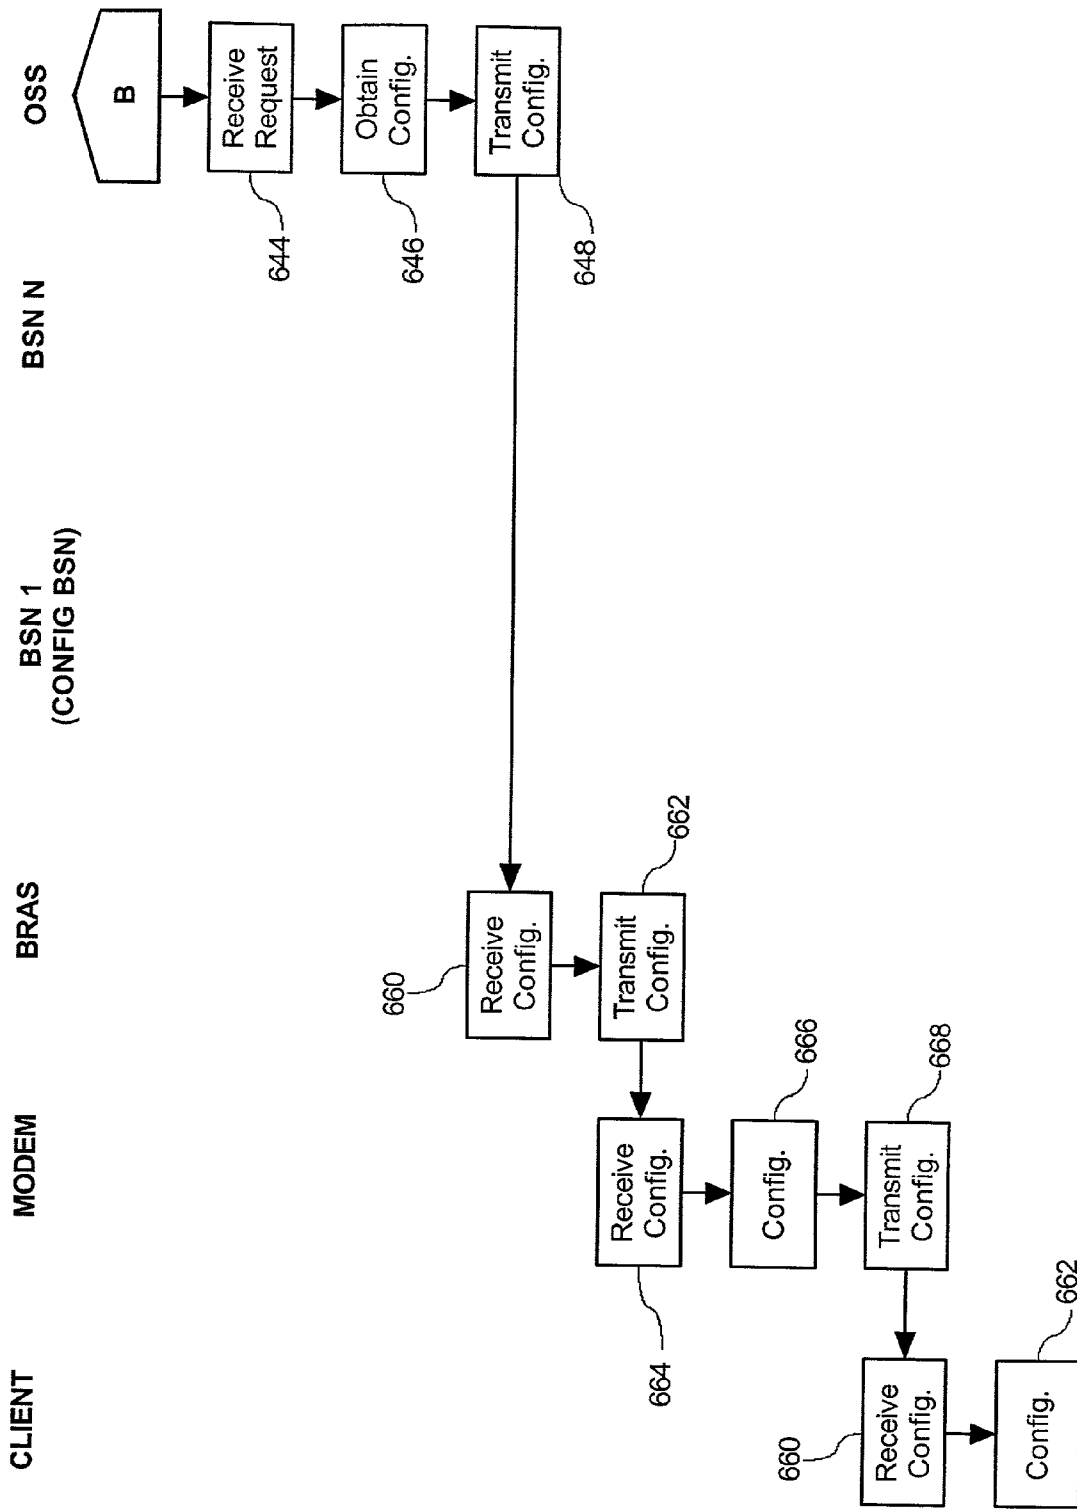 CLIENT
MODEM
BRAS
BSN 1
(CONFIG BSN)
BSN N
OSS
B
Receive
Request
644
Obtain
Config.
646
Transmit
Config.
648
660
Receive
Config.
Transmit
Config.
662
Receive
Config.
664
Config.
666
Transmit
Config.
668
660
Receive
Config.
Config.
662